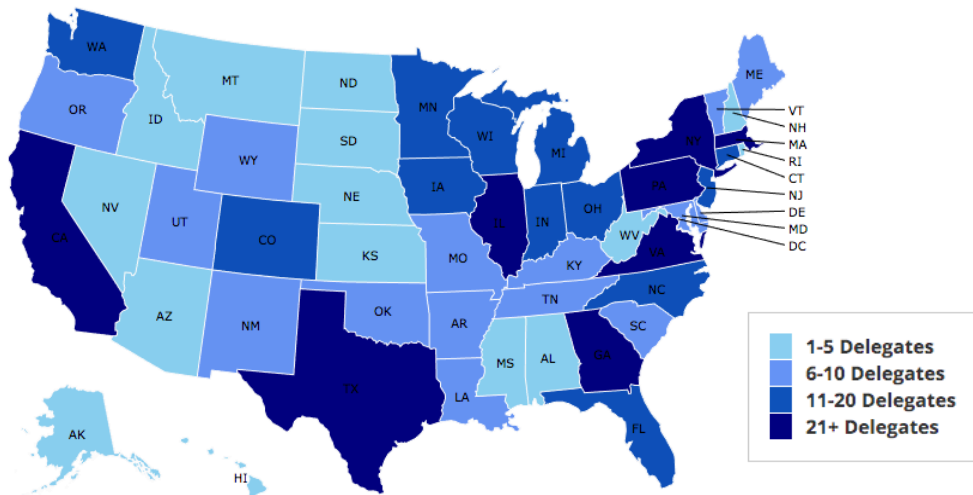 WA
MT
ND
MN
ME
OR
ID
VT
NH
WI
SD
MI
NY
MA
WY
RI
CT
IA
PA
NE
NJ
NV
OH
DE
UT
IL
IN
MD
CO
WV
CA
DC
KS
MO
VA
KY
NC
TN
OK
AZ
NM
AR
SC
1-5 Delegates
MS
AL
GA
6-10 Delegates
TX
LA
11-20 Delegates
FL
21+ Delegates
AK
HI